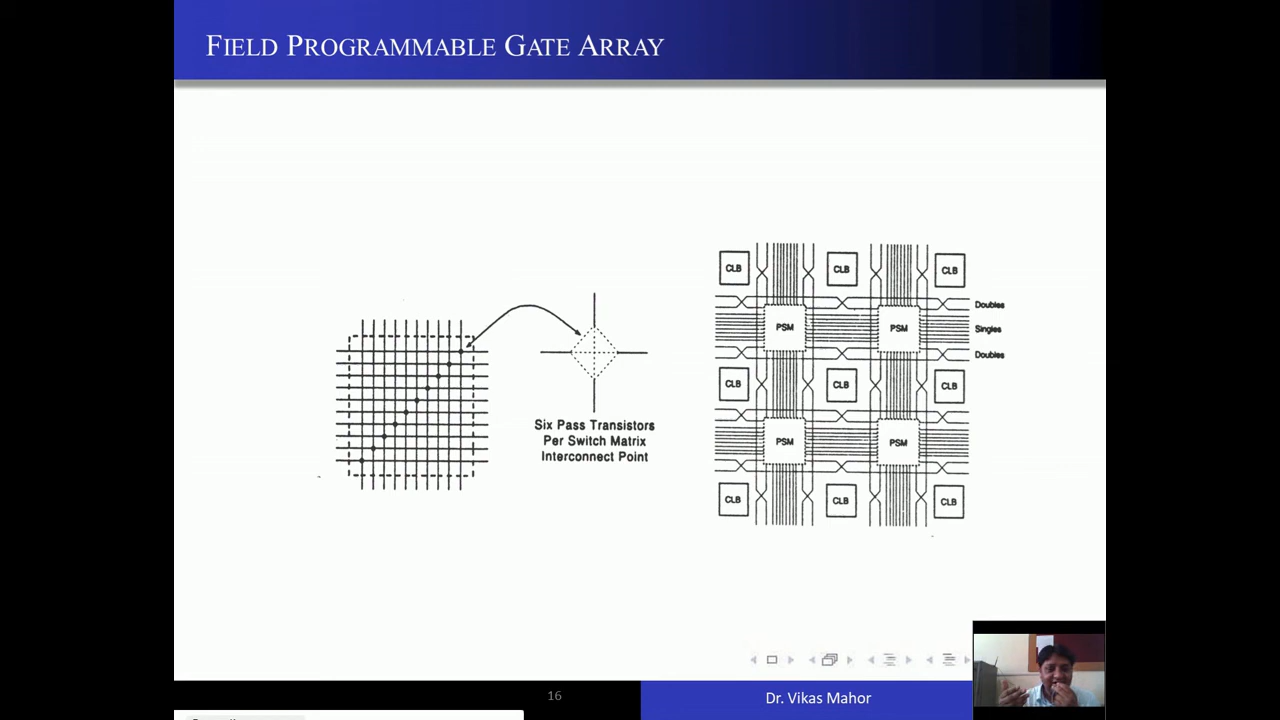 FIELD PROGRAMMABLE GATE ARRAY
Six Pass Transistors
Per Switch Matrix
Interconnect Point
CLB CLB CLB
Doubles
PSM PSM Singles
Doubles
CLB CLB CLB
PSM PSM
CLB CLB CLB
16
Dr. Vikas Mahor